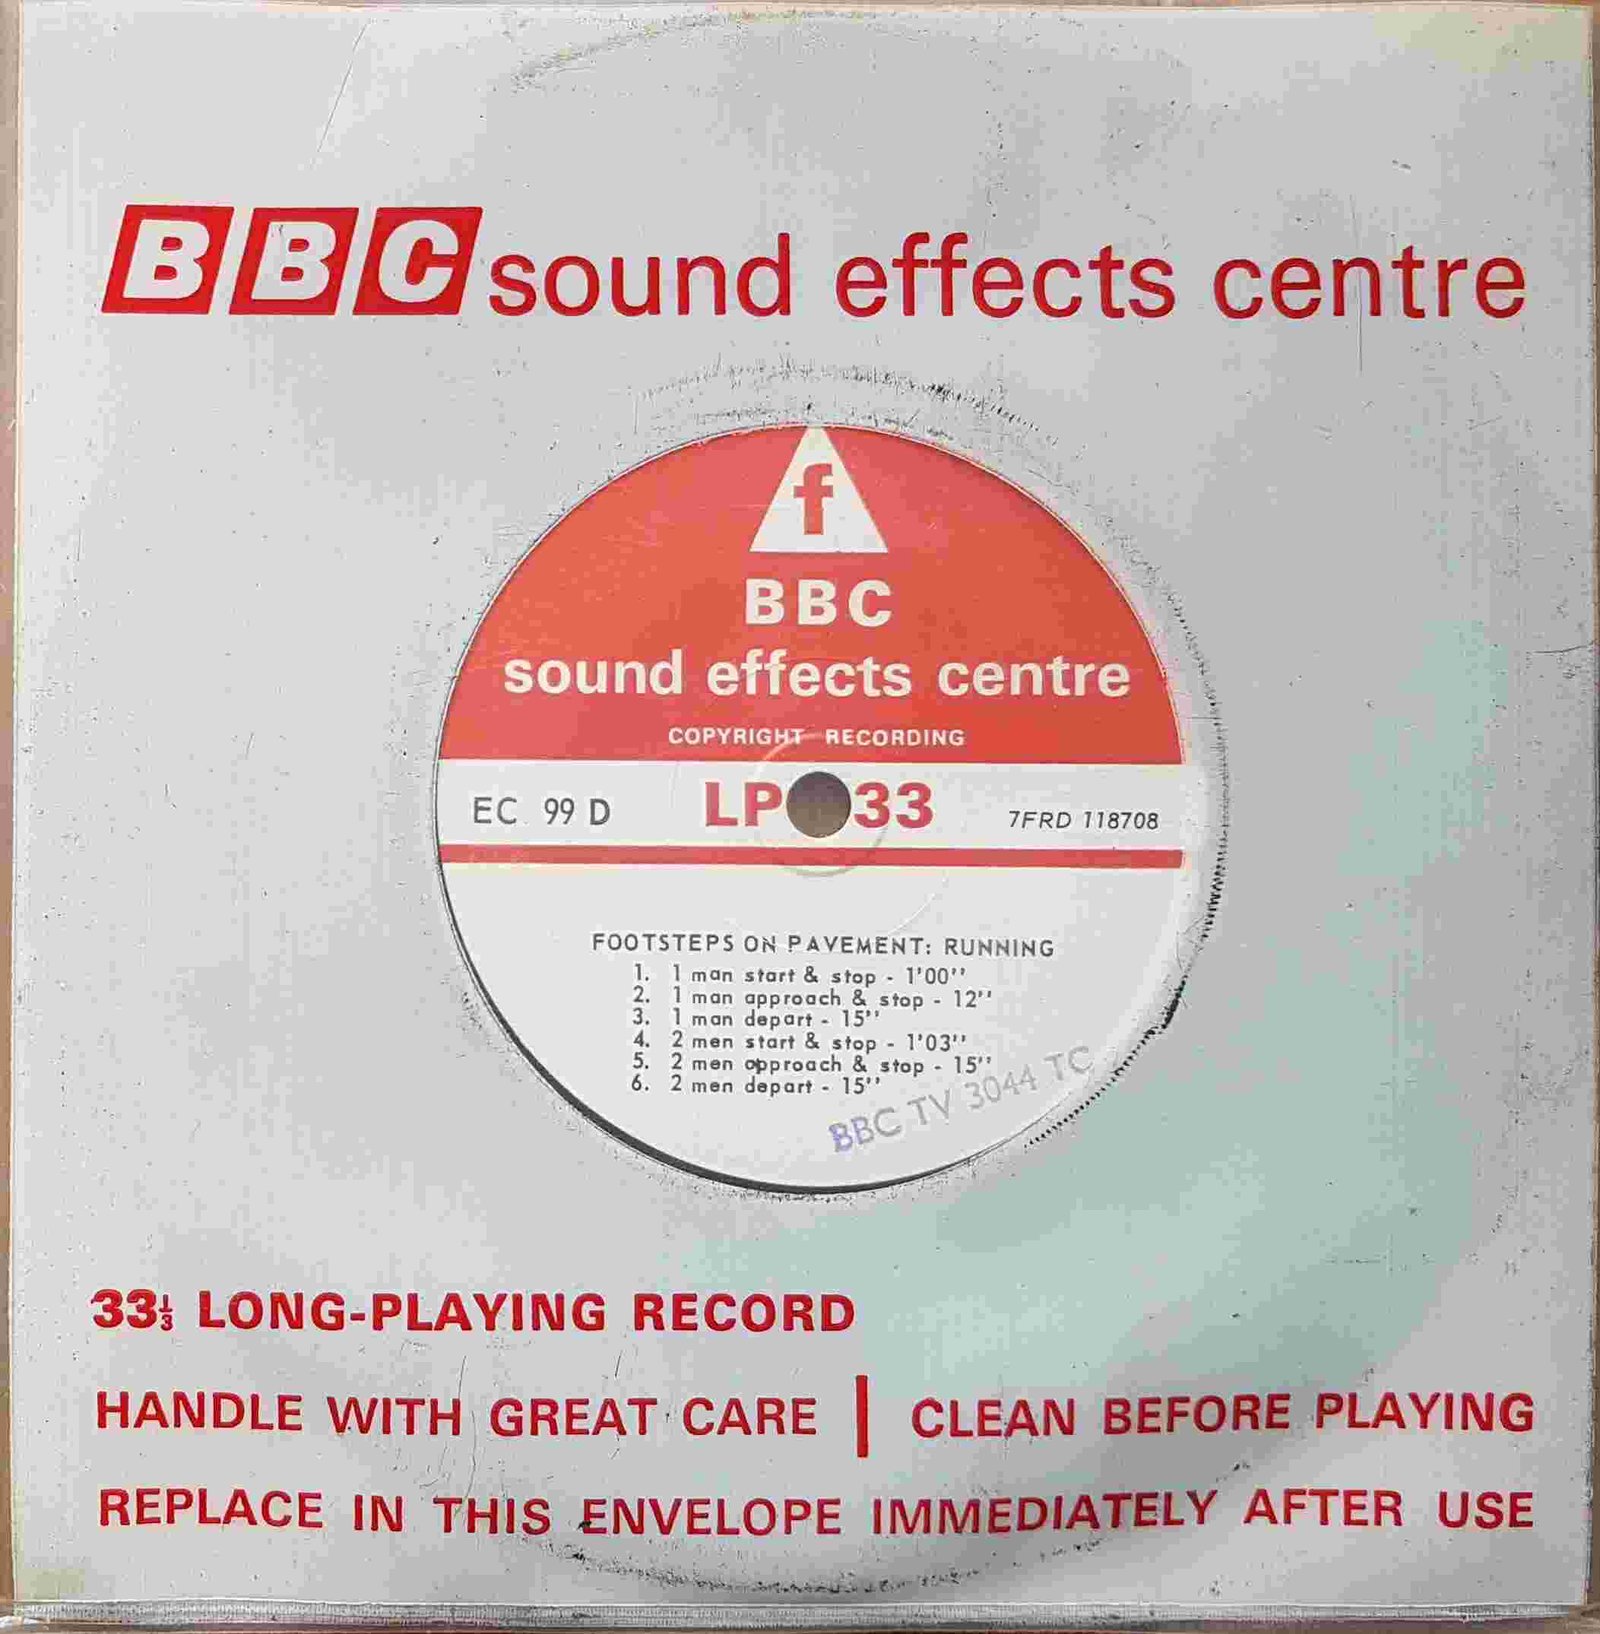 BBC sound effects centre
f
BBC
sound effects centre
COPYRIGHT RECORDING
EC 99 D LP 33 7FRD 118708
FOOTSTEPS ON PAVEMENT: RUNNING
1. 1 man start & stop - 1'00''
2. 1 man approach & stop - 12''
3. 1 man depart - 15''
4. 2 men start & stop - 1'03''
5. 2 men approach & stop - 15''
6. 2 men depart - 15''
BBC TV 3044 TC
33⅓ LONG-PLAYING RECORD
HANDLE WITH GREAT CARE | CLEAN BEFORE PLAYING
REPLACE IN THIS ENVELOPE IMMEDIATELY AFTER USE